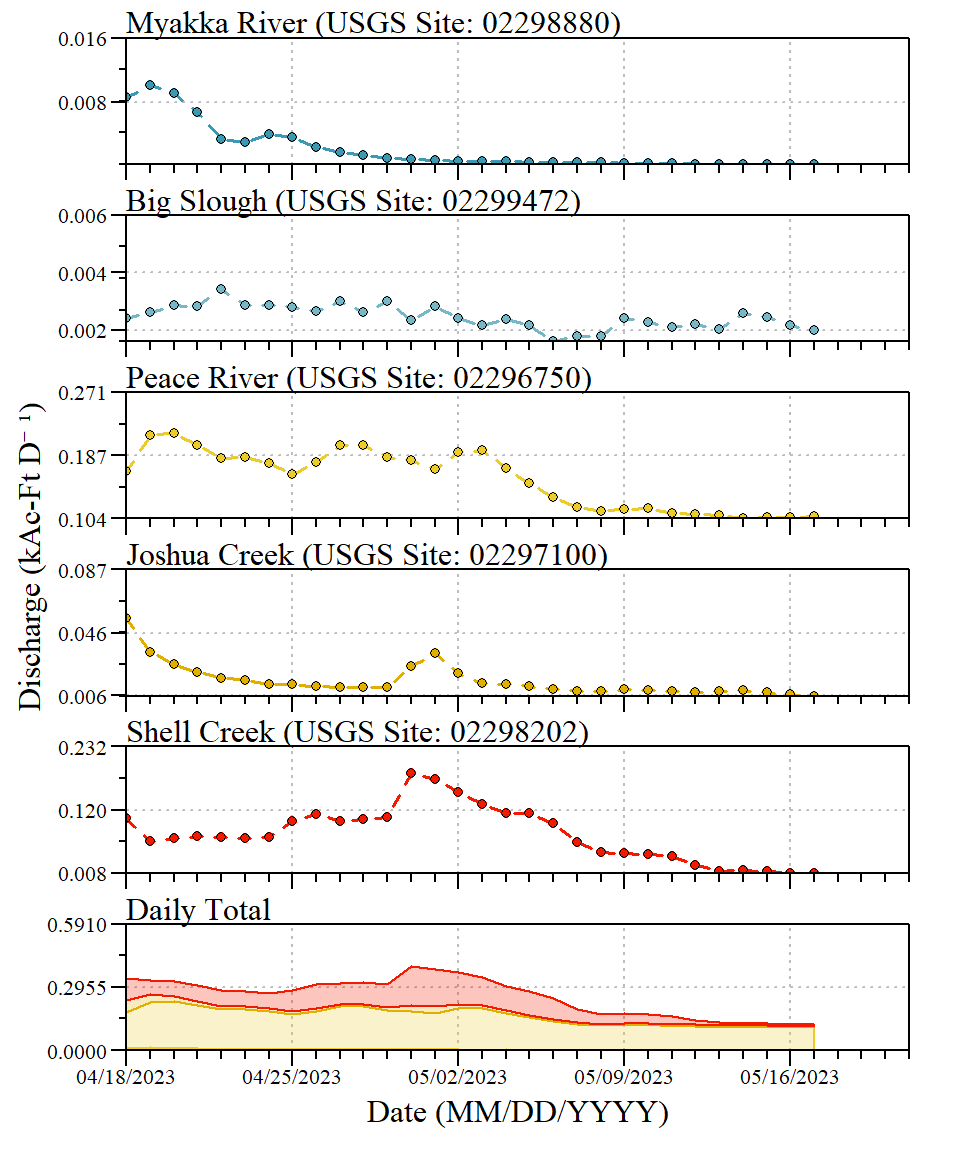 Myakka River (USGS Site: 02298880)
0.016
0.008
Big Slough (USGS Site: 02299472)
0.006
0.004
0.002
Peace River (USGS Site: 02296750)
0.271
0.187
0.104
Discharge (kAc-Ft D⁻¹)
Joshua Creek (USGS Site: 02297100)
0.087
0.046
0.006
Shell Creek (USGS Site: 02298202)
0.232
0.120
0.008
Daily Total
0.5910
0.2955
0.0000
04/18/2023 04/25/2023 05/02/2023 05/09/2023 05/16/2023
Date (MM/DD/YYYY)